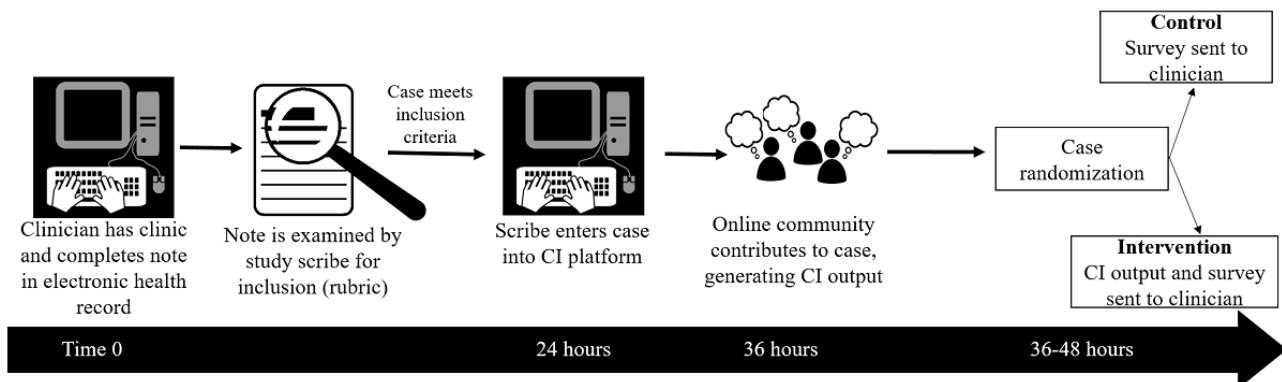 Clinician has clinic
and completes note
in electronic health
record
Note is examined by
study scribe for
inclusion (rubric)
Case meets
inclusion
criteria
Scribe enters case
into CI platform
Online community
contributes to case,
generating CI output
Case
randomization
Control
Survey sent to
clinician
Intervention
CI output and survey
sent to clinician
Time 0
24 hours
36 hours
36-48 hours